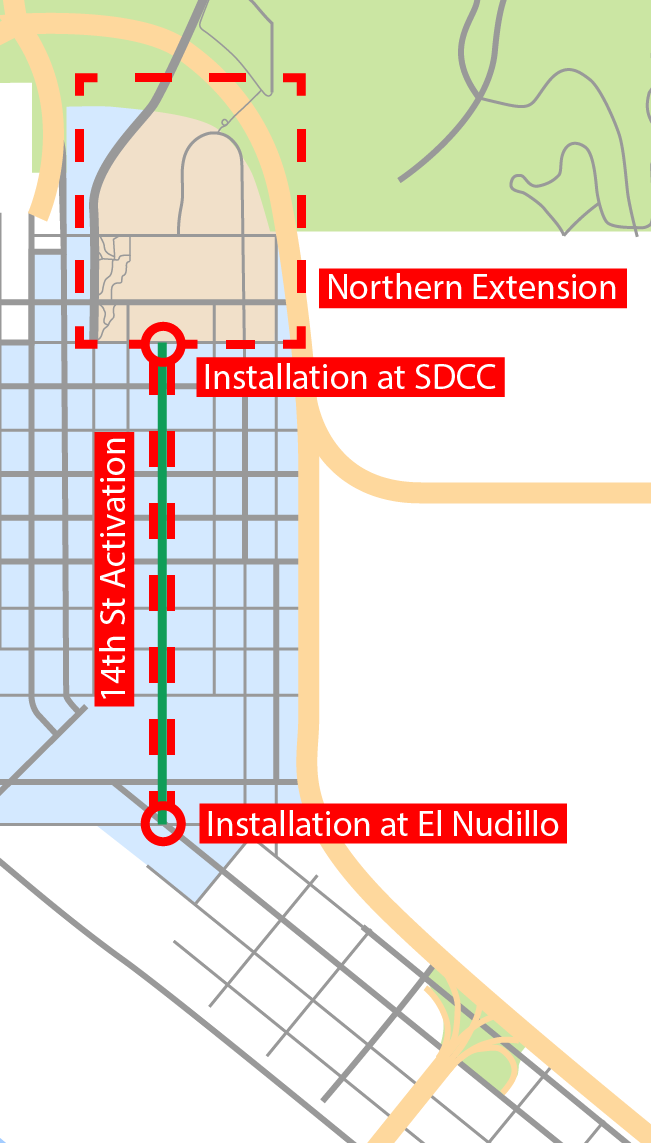 Northern Extension
Installation at SDCC
14th St Activation
Installation at El Nudillo